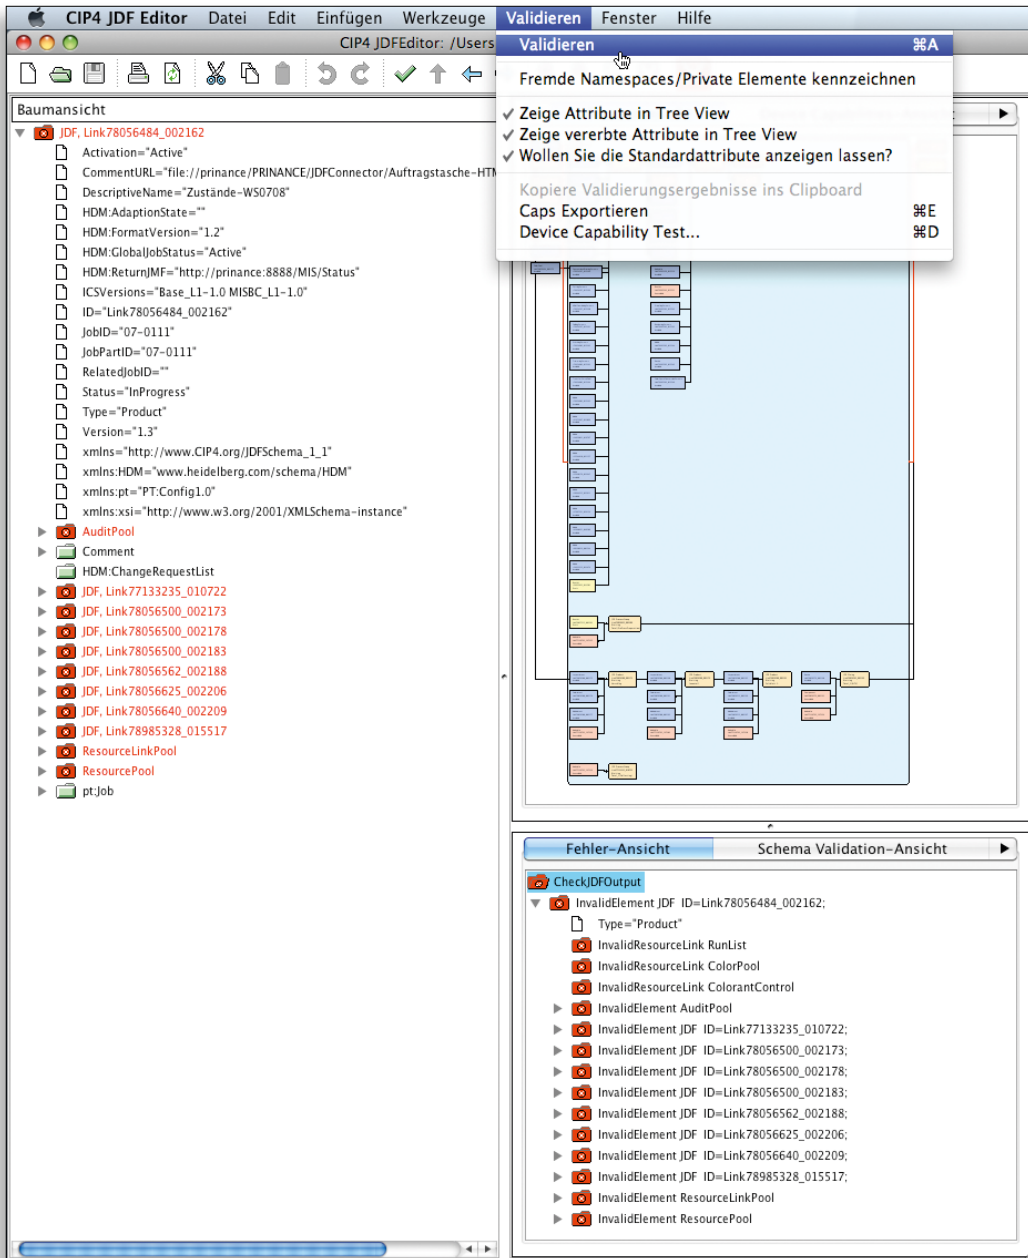 CIP4 JDF Editor Datei Edit Einfügen Werkzeuge Validieren Fenster Hilfe
CIP4 JDFEditor: /Users
Validieren ⌘A
Fremde Namespaces/Private Elemente kennzeichnen
✓ Zeige Attribute in Tree View
✓ Zeige vererbte Attribute in Tree View
✓ Wollen Sie die Standardattribute anzeigen lassen?
Kopiere Validierungsergebnisse ins Clipboard
Caps Exportieren ⌘E
Device Capability Test... ⌘D
Baumansicht
JDF, Link78056484_002162
Activation="Active"
CommentURL="file://prinance/PRINANCE/JDFConnector/Auftragstasche-HTM
DescriptiveName="Zustände-WS0708"
HDM:AdaptionState=""
HDM:FormatVersion="1.2"
HDM:GlobalJobStatus="Active"
HDM:ReturnJMF="http://prinance:8888/MIS/Status"
ICSVersions="Base_L1-1.0 MISBC_L1-1.0"
ID="Link78056484_002162"
JobID="07-0111"
JobPartID="07-0111"
RelatedJobID=""
Status="InProgress"
Type="Product"
Version="1.3"
xmlns="http://www.CIP4.org/JDFSchema_1_1"
xmlns:HDM="www.heidelberg.com/schema/HDM"
xmlns:pt="PT:Config1.0"
xmlns:xsi="http://www.w3.org/2001/XMLSchema-instance"
AuditPool
Comment
HDM:ChangeRequestList
JDF, Link77133235_010722
JDF, Link78056500_002173
JDF, Link78056500_002178
JDF, Link78056500_002183
JDF, Link78056562_002188
JDF, Link78056625_002206
JDF, Link78056640_002209
JDF, Link78985328_015517
ResourceLinkPool
ResourcePool
pt:Job
Fehler-Ansicht Schema Validation-Ansicht
CheckJDFOutput
InvalidElement JDF ID=Link78056484_002162;
Type="Product"
InvalidResourceLink RunList
InvalidResourceLink ColorPool
InvalidResourceLink ColorantControl
InvalidElement AuditPool
InvalidElement JDF ID=Link77133235_010722;
InvalidElement JDF ID=Link78056500_002173;
InvalidElement JDF ID=Link78056500_002178;
InvalidElement JDF ID=Link78056500_002183;
InvalidElement JDF ID=Link78056562_002188;
InvalidElement JDF ID=Link78056625_002206;
InvalidElement JDF ID=Link78056640_002209;
InvalidElement JDF ID=Link78985328_015517;
InvalidElement ResourceLinkPool
InvalidElement ResourcePool